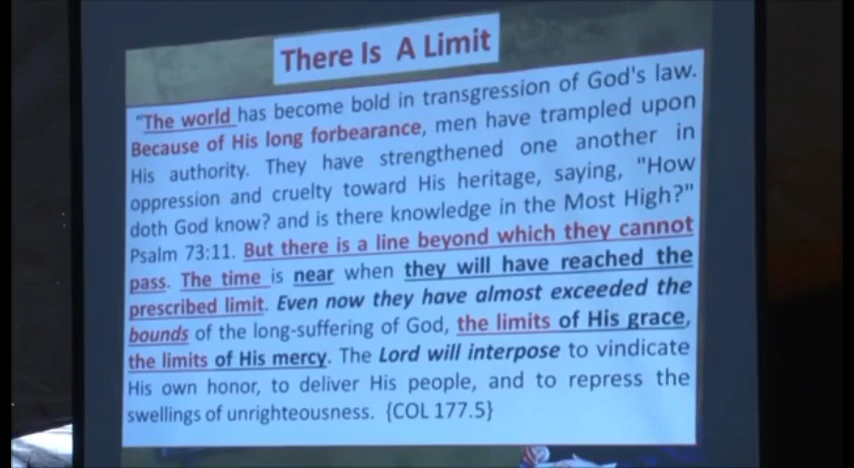 There Is A Limit
“The world has become bold in transgression of God's law.
Because of His long forbearance, men have trampled upon
His authority. They have strengthened one another in
oppression and cruelty toward His heritage, saying, "How
doth God know? and is there knowledge in the Most High?"
Psalm 73:11. But there is a line beyond which they cannot
pass. The time is near when they will have reached the
prescribed limit. Even now they have almost exceeded the
bounds of the long-suffering of God, the limits of His grace,
the limits of His mercy. The Lord will interpose to vindicate
His own honor, to deliver His people, and to repress the
swellings of unrighteousness. {COL 177.5}